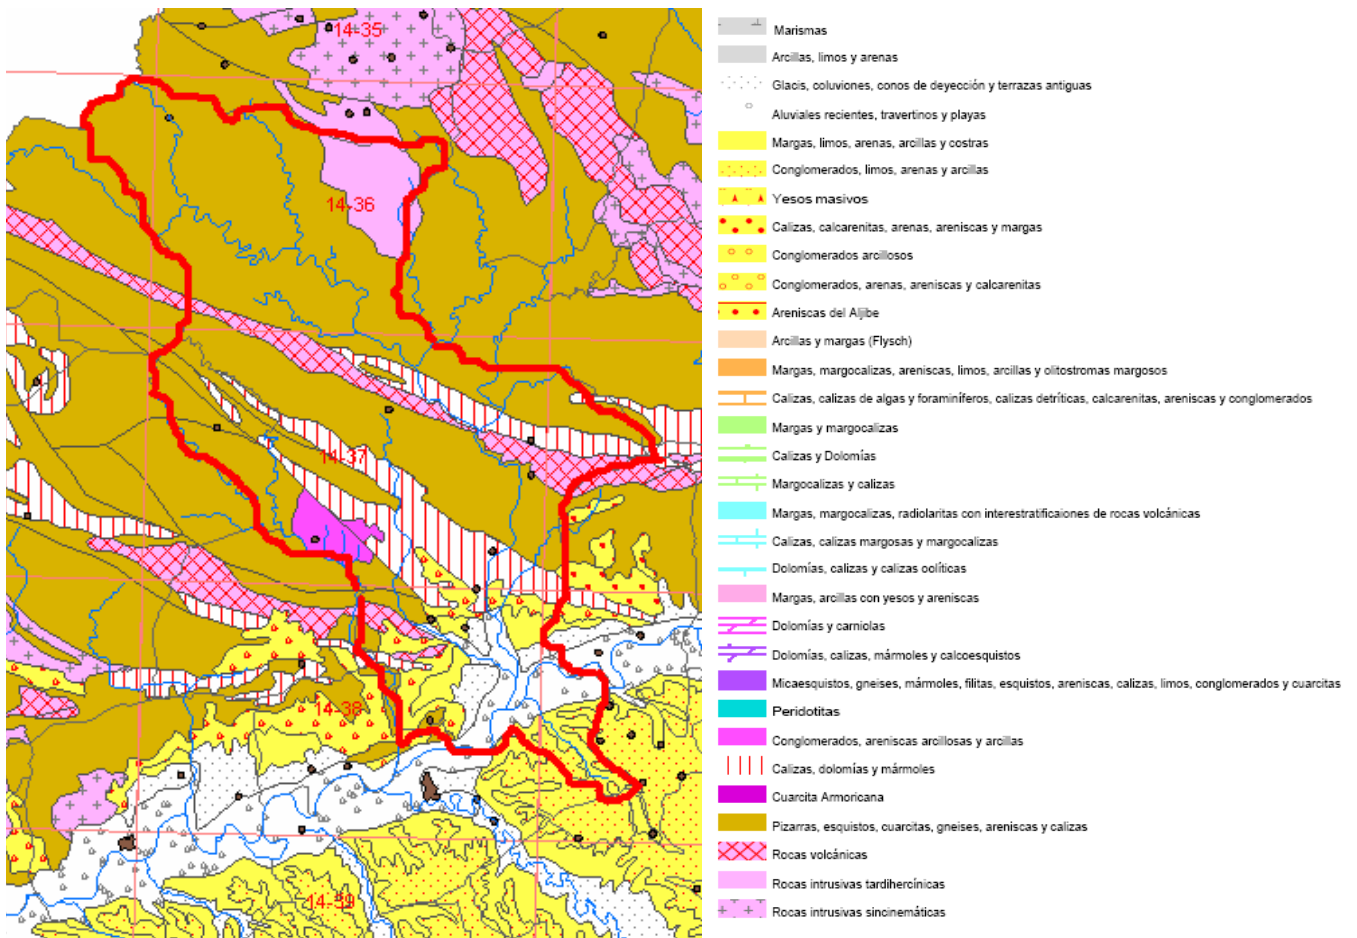 14-35
14-36
14-37
14-38
14-39
Marismas
Arcillas, limos y arenas
Glacis, coluviones, conos de deyección y terrazas antiguas
Aluviales recientes, travertinos y playas
Margas, limos, arenas, arcillas y costras
Conglomerados, limos, arenas y arcillas
Yesos masivos
Calizas, calcarenitas, arenas, areniscas y margas
Conglomerados arcillosos
Conglomerados, arenas, areniscas y calcarenitas
Areniscas del Aljibe
Arcillas y margas (Flysch)
Margas, margocalizas, areniscas, limos, arcillas y olitostromas margosos
Calizas, calizas de algas y foraminíferos, calizas detríticas, calcarenitas, areniscas y conglomerados
Margas y margocalizas
Calizas y Dolomías
Margocalizas y calizas
Margas, margocalizas, radiolaritas con interestratificaiones de rocas volcánicas
Calizas, calizas margosas y margocalizas
Dolomías, calizas y calizas oolíticas
Margas, arcillas con yesos y areniscas
Dolomías y carniolas
Dolomías, calizas, mármoles y calcoesquistos
Micaesquistos, gneises, mármoles, filitas, esquistos, areniscas, calizas, limos, conglomerados y cuarcitas
Peridotitas
Conglomerados, areniscas arcillosas y arcillas
Calizas, dolomías y mármoles
Cuarcita Armoricana
Pizarras, esquistos, cuarcitas, gneises, areniscas y calizas
Rocas volcánicas
Rocas intrusivas tardihercínicas
Rocas intrusivas sincinemáticas